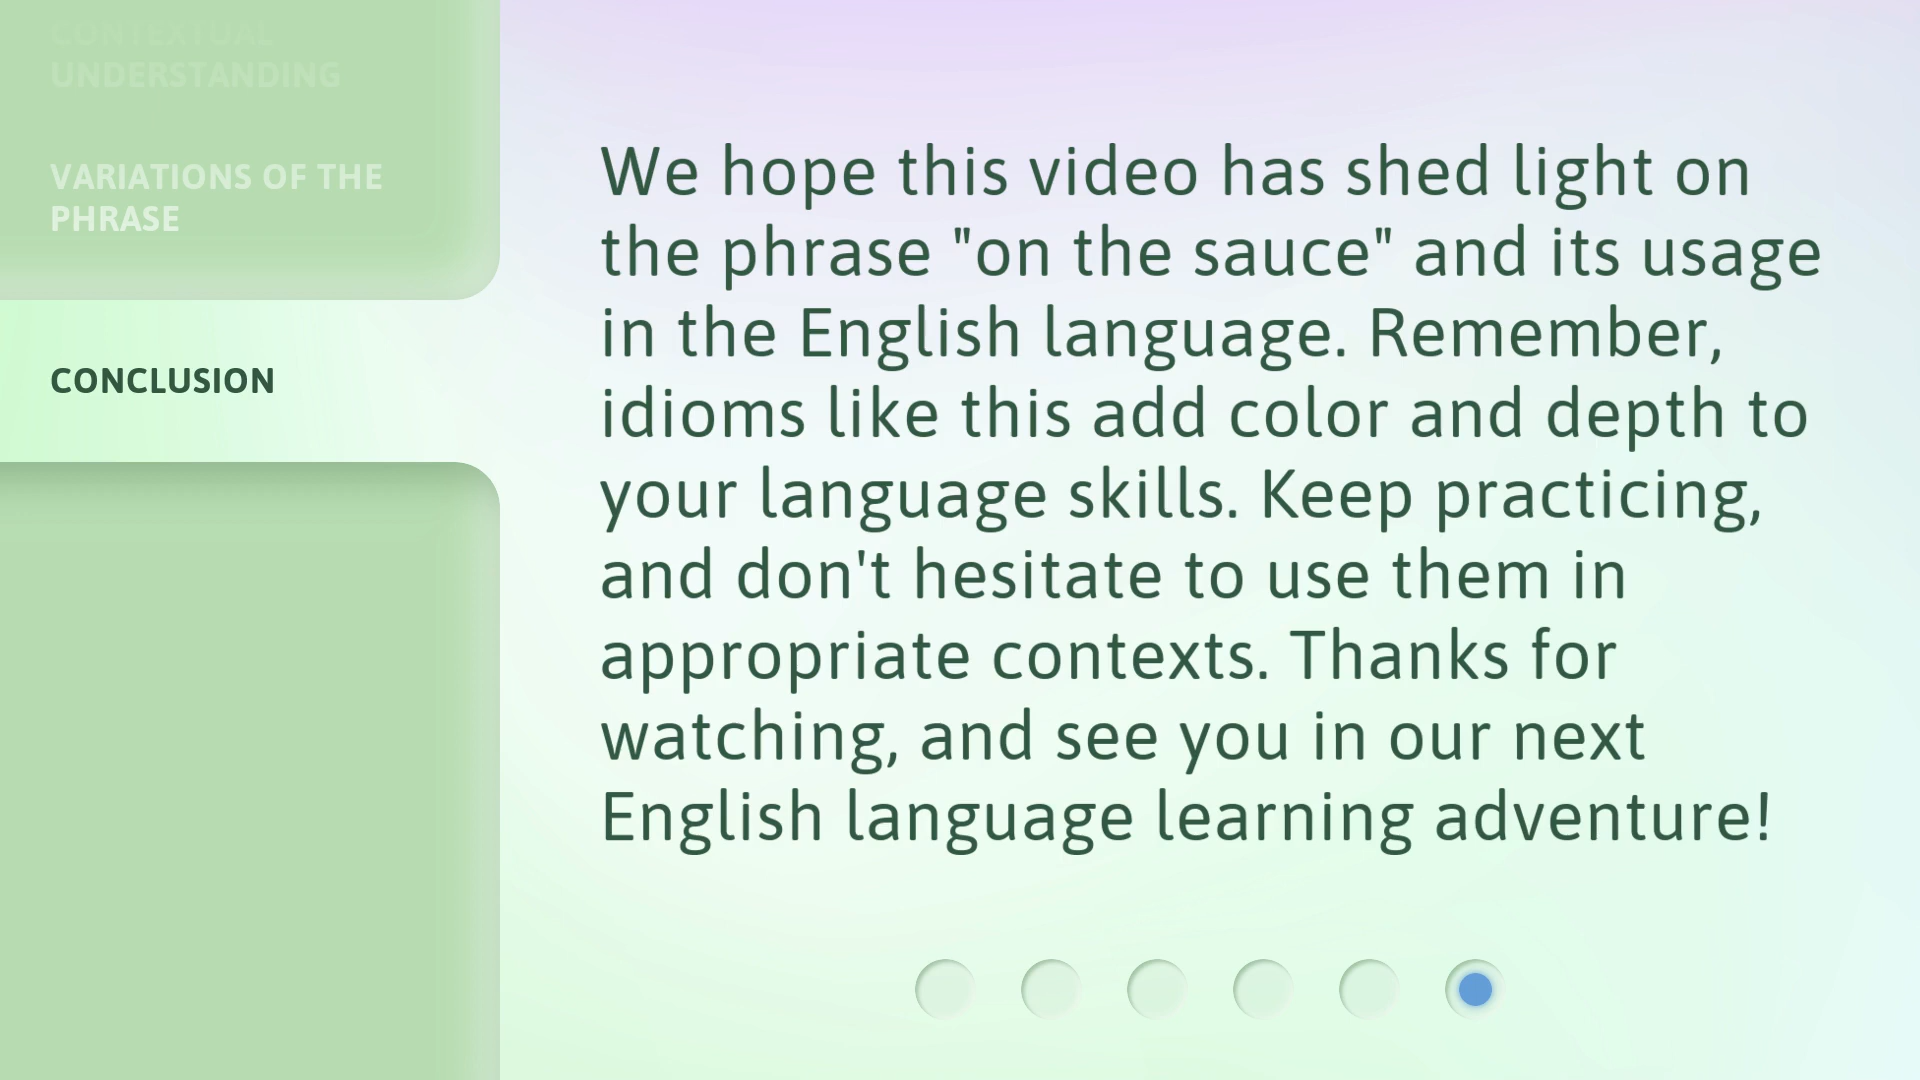 CONTEXTUAL
UNDERSTANDING
VARIATIONS OF THE
PHRASE
CONCLUSION
We hope this video has shed light on
the phrase "on the sauce" and its usage
in the English language. Remember,
idioms like this add color and depth to
your language skills. Keep practicing,
and don't hesitate to use them in
appropriate contexts. Thanks for
watching, and see you in our next
English language learning adventure!